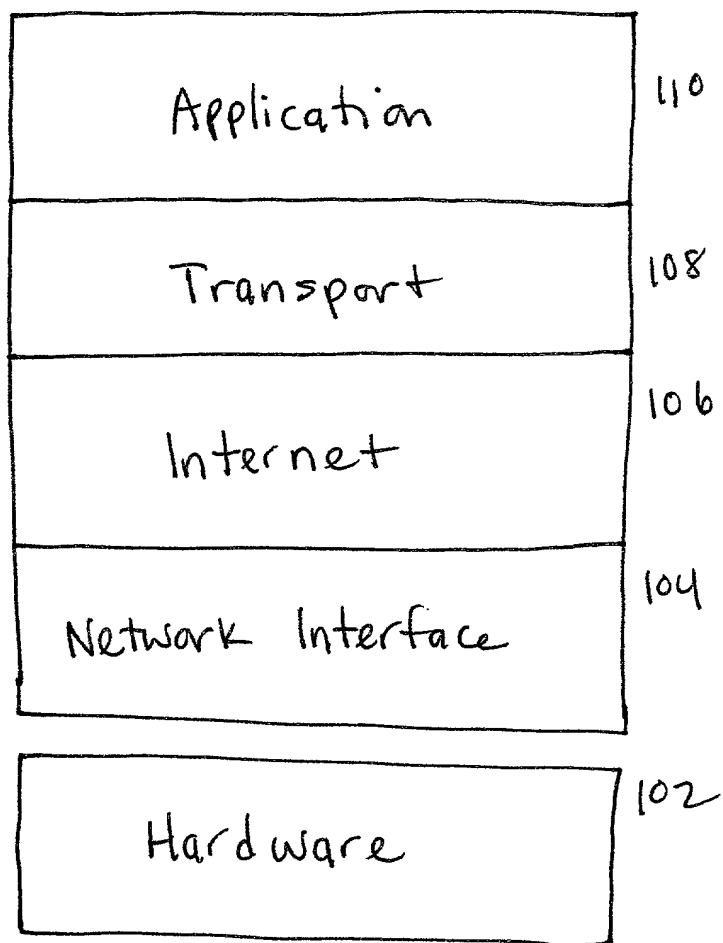 Application 110
Transport 108
106
Internet
104
Network Interface
102
Hardware